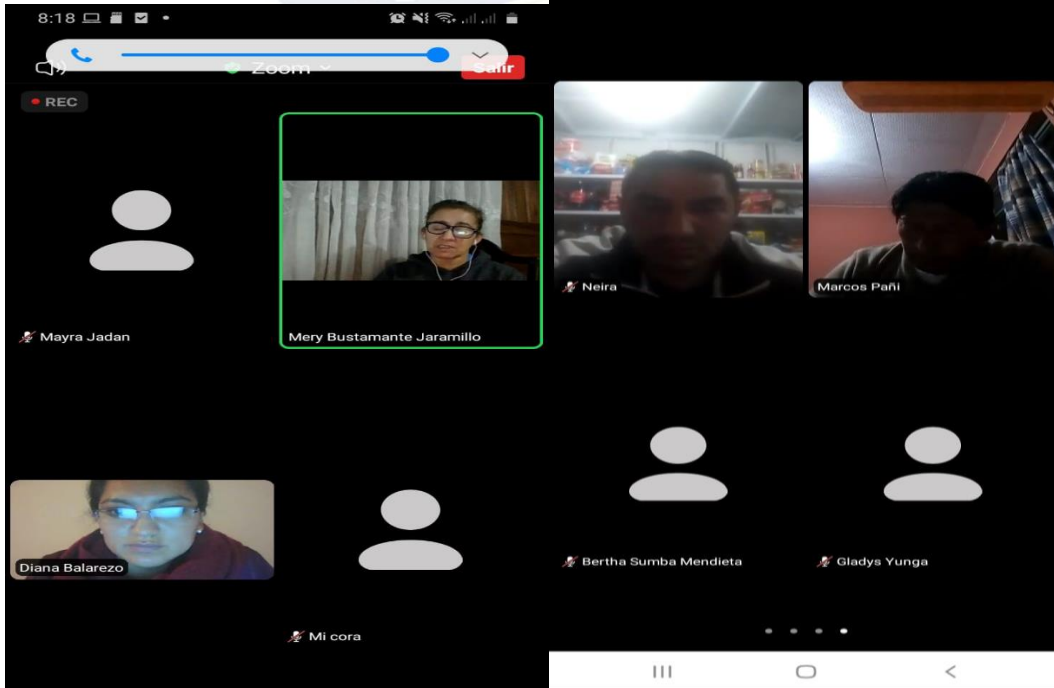 8:18
Zoom
Salir
REC
Mayra Jadan
Mery Bustamante Jaramillo
Diana Balarezo
Mi cora
Neira
Marcos Pañi
Bertha Sumba Mendieta
Gladys Yunga